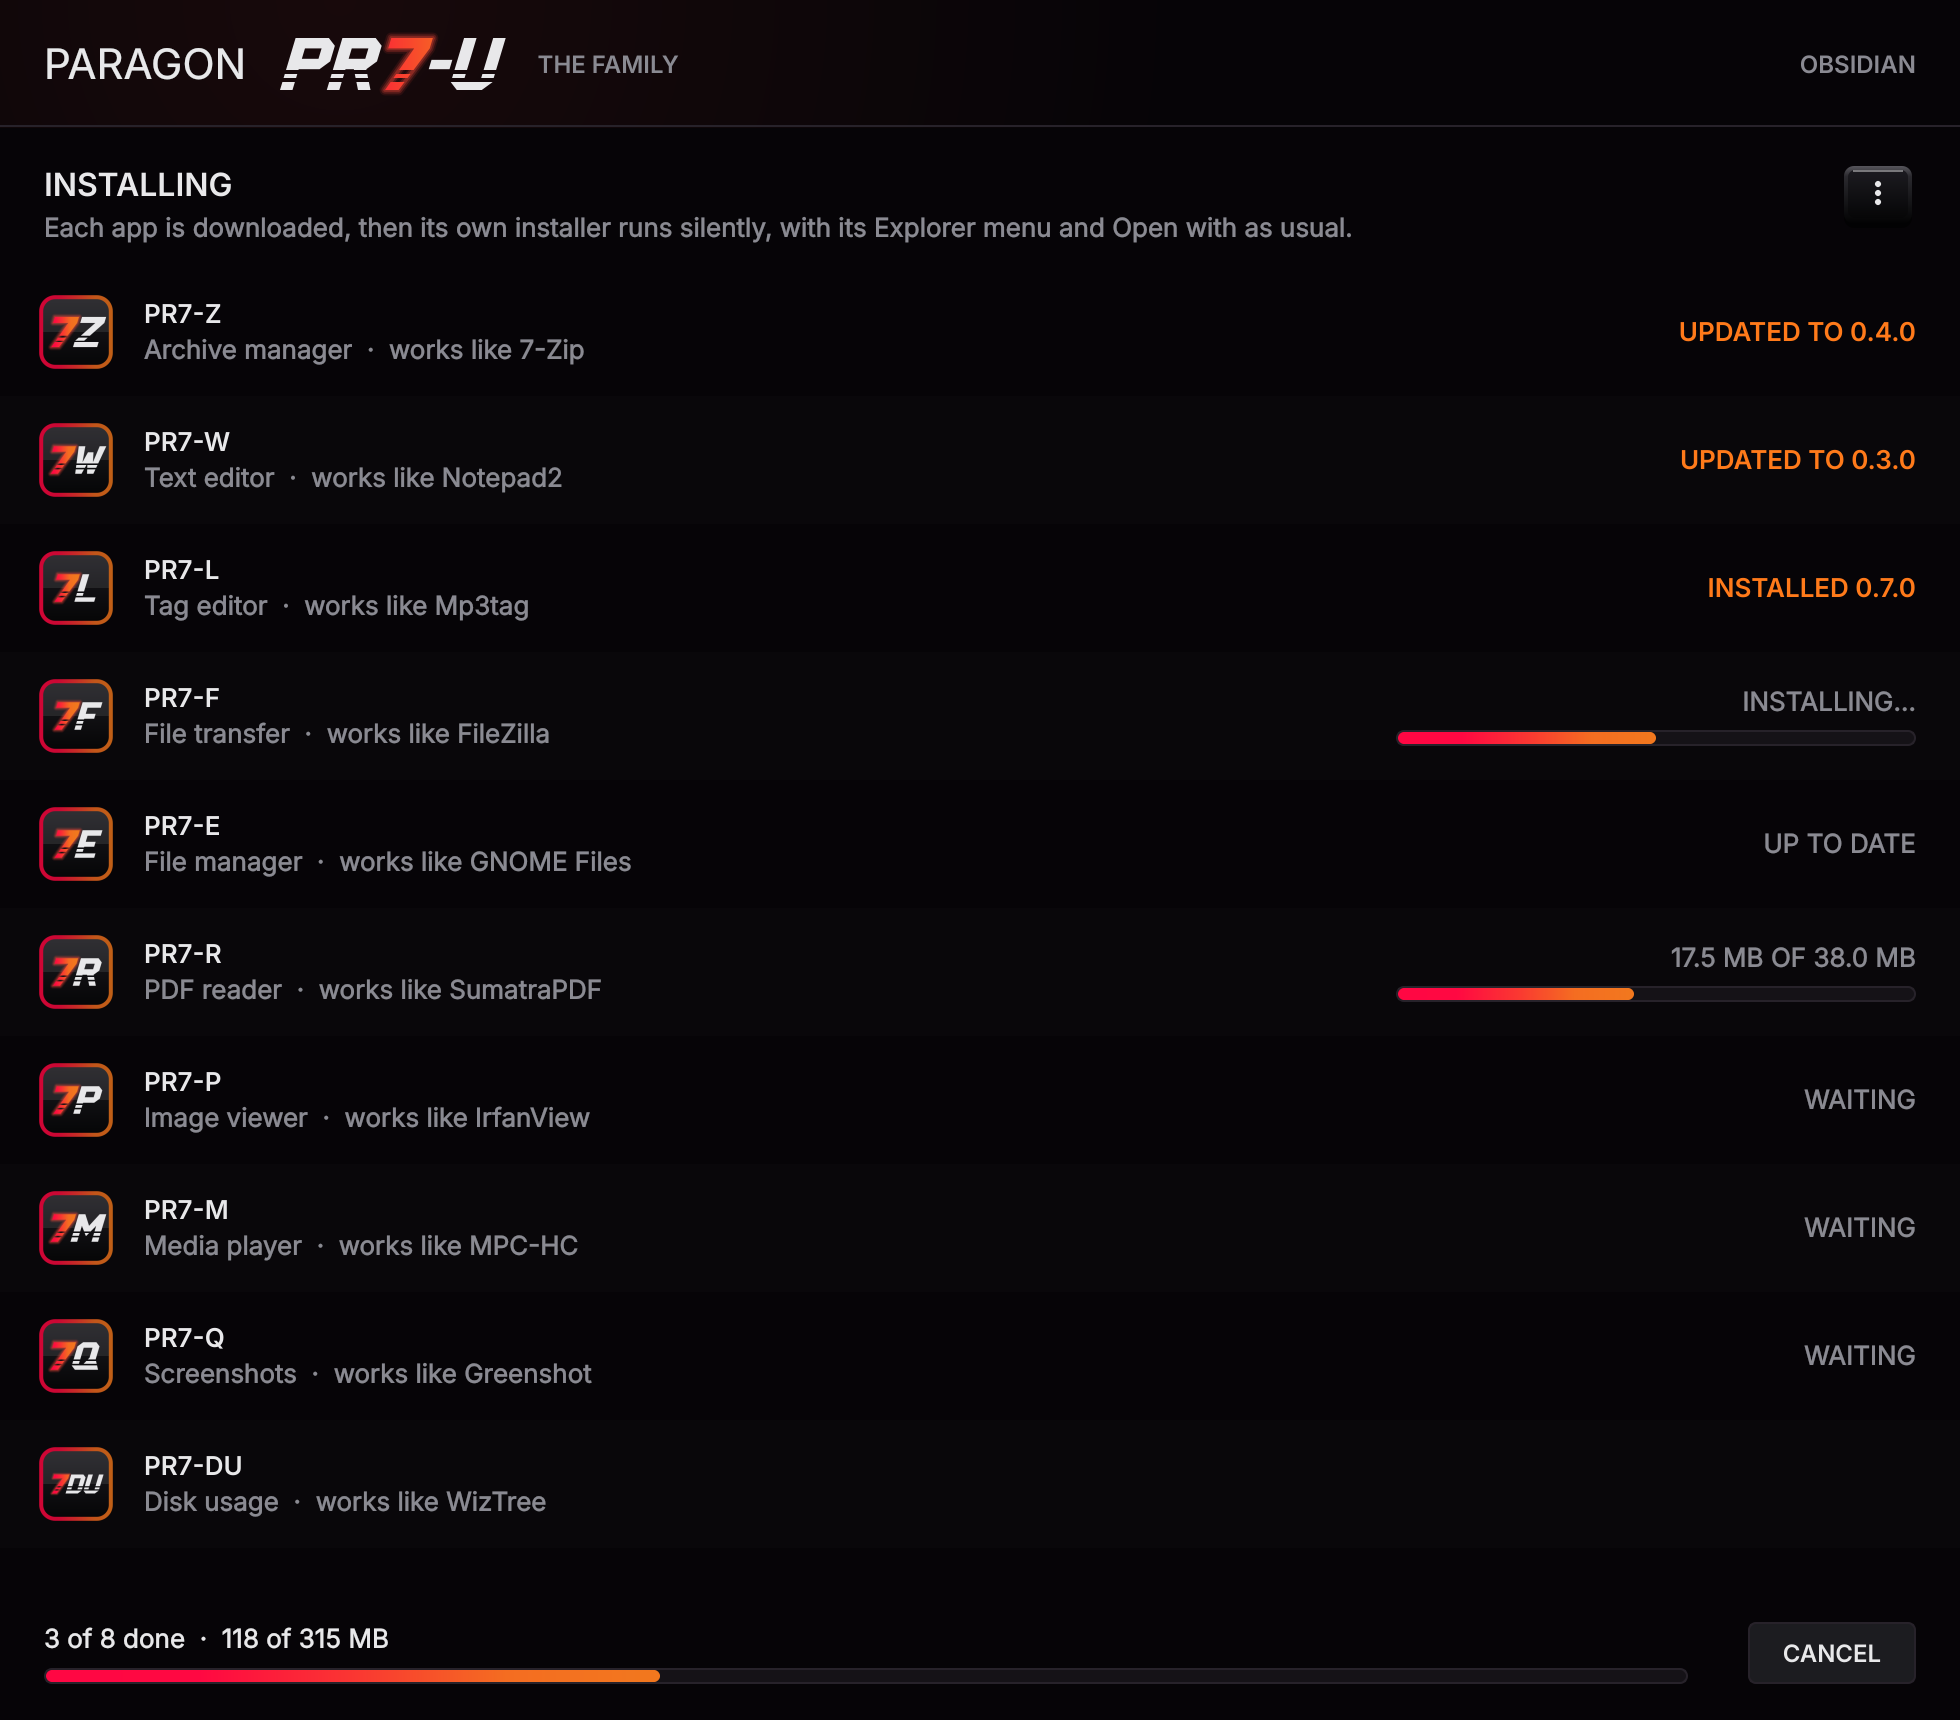 PARAGON PR7-U THE FAMILY OBSIDIAN
INSTALLING
Each app is downloaded, then its own installer runs silently, with its Explorer menu and Open with as usual.
7Z
PR7-Z
Archive manager · works like 7-Zip
UPDATED TO 0.4.0
7W
PR7-W
Text editor · works like Notepad2
UPDATED TO 0.3.0
7L
PR7-L
Tag editor · works like Mp3tag
INSTALLED 0.7.0
7F
PR7-F
File transfer · works like FileZilla
INSTALLING...
7E
PR7-E
File manager · works like GNOME Files
UP TO DATE
7R
PR7-R
PDF reader · works like SumatraPDF
17.5 MB OF 38.0 MB
7P
PR7-P
Image viewer · works like IrfanView
WAITING
7M
PR7-M
Media player · works like MPC-HC
WAITING
7Q
PR7-Q
Screenshots · works like Greenshot
WAITING
7DU
PR7-DU
Disk usage · works like WizTree
3 of 8 done · 118 of 315 MB
CANCEL